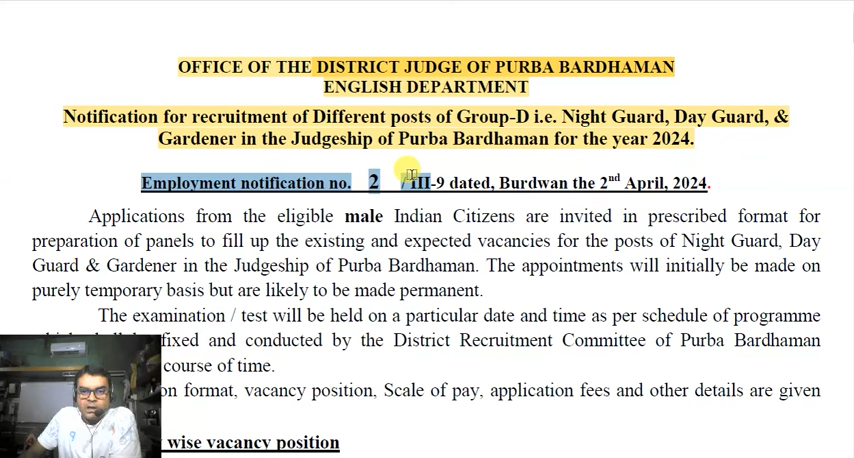 OFFICE OF THE DISTRICT JUDGE OF PURBA BARDHAMAN
ENGLISH DEPARTMENT
Notification for recruitment of Different posts of Group-D i.e. Night Guard, Day Guard, &
Gardener in the Judgeship of Purba Bardhaman for the year 2024.
Employment notification no. 2 / III-9 dated, Burdwan the 2nd April, 2024.
Applications from the eligible male Indian Citizens are invited in prescribed format for
preparation of panels to fill up the existing and expected vacancies for the posts of Night Guard, Day
Guard & Gardener in the Judgeship of Purba Bardhaman. The appointments will initially be made on
purely temporary basis but are likely to be made permanent.
The examination / test will be held on a particular date and time as per schedule of programme
fixed and conducted by the District Recruitment Committee of Purba Bardhaman
course of time.
format, vacancy position, Scale of pay, application fees and other details are given
wise vacancy position